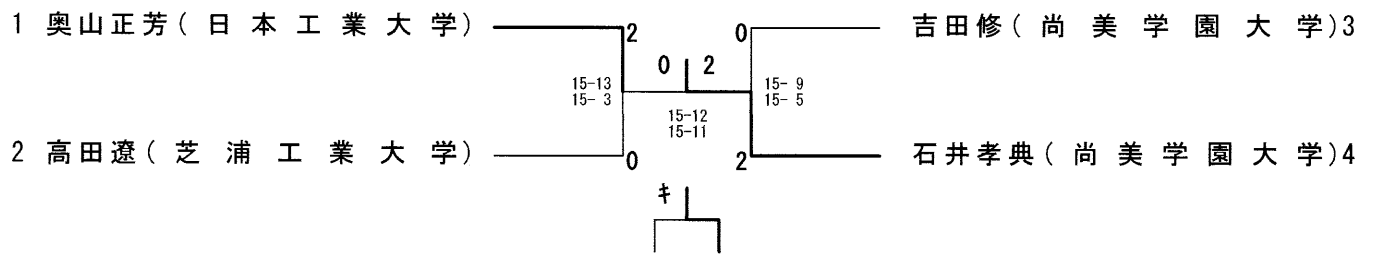 1 奥山正芳(日本工業大学)
2
0
吉田修(尚美学園大学)3
0 2
15-13
15- 3
15- 9
15- 5
15-12
15-11
2 高田遼(芝浦工業大学)
0
2
石井孝典(尚美学園大学)4
キ